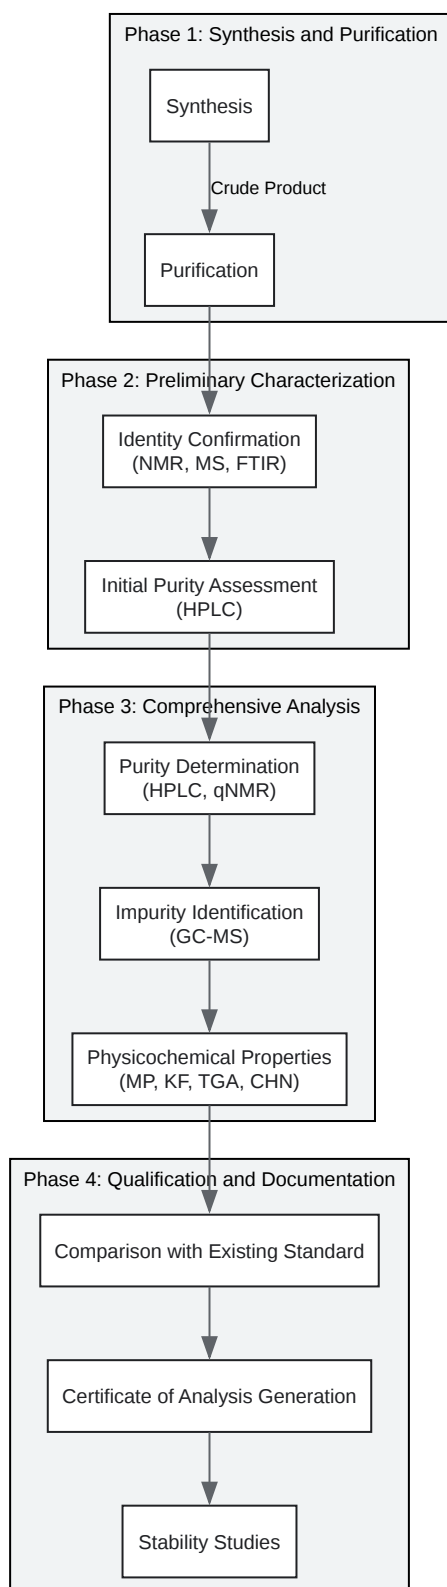 Phase 1: Synthesis and Purification
Synthesis
Crude Product
Purification
Phase 2: Preliminary Characterization
Identity Confirmation
(NMR, MS, FTIR)
Initial Purity Assessment
(HPLC)
Phase 3: Comprehensive Analysis
Purity Determination
(HPLC, qNMR)
Impurity Identification
(GC-MS)
Physicochemical Properties
(MP, KF, TGA, CHN)
Phase 4: Qualification and Documentation
Comparison with Existing Standard
Certificate of Analysis Generation
Stability Studies